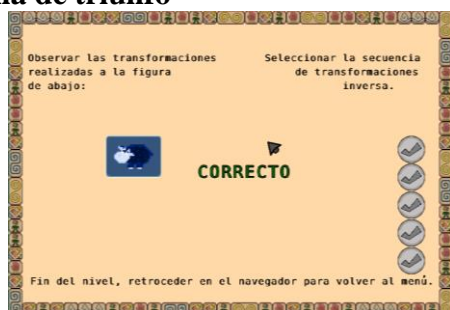 de triunfo
Observar las transformaciones
realizadas a la figura
de abajo:
Seleccionar la secuencia
de transformaciones
inversa.
CORRECTO
Fin del nivel, retroceder en el navegador para volver al menú.